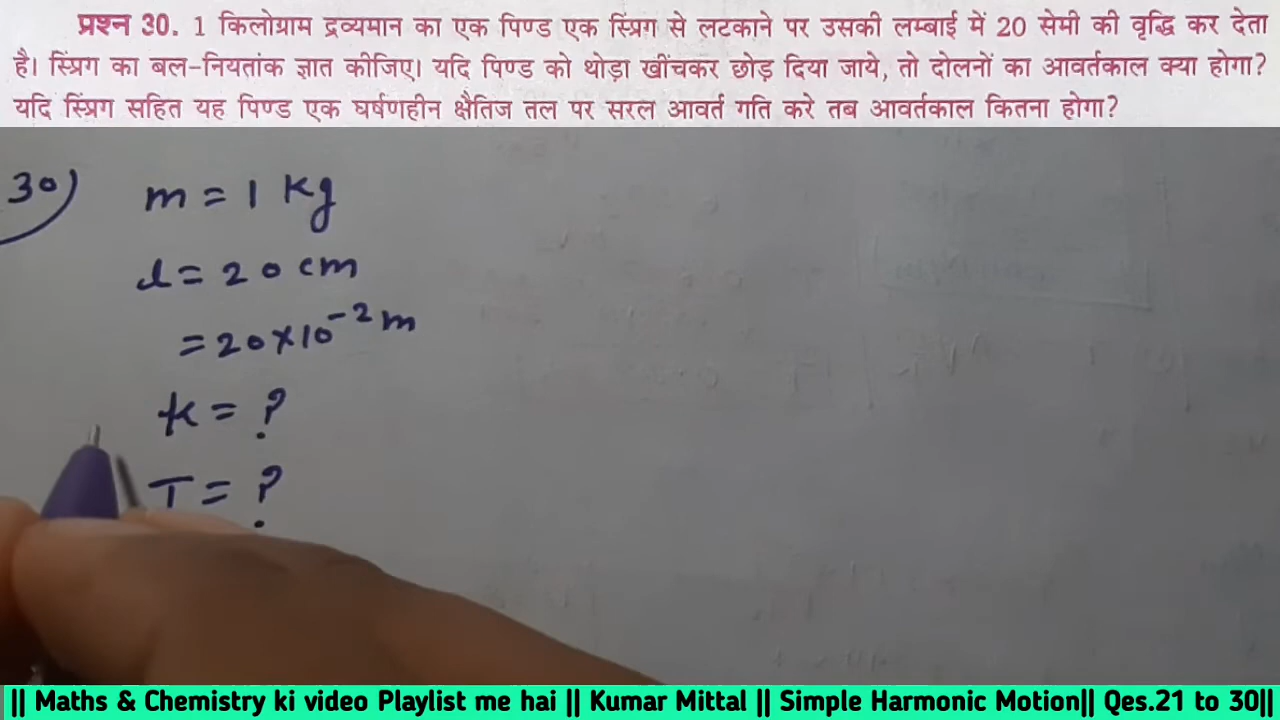 प्रश्न 30. 1 किलोग्राम द्रव्यमान का एक पिण्ड एक स्प्रिंग से लटकाने पर उसकी लम्बाई में 20 सेमी की वृद्धि कर देता
है। स्प्रिंग का बल-नियतांक ज्ञात कीजिए। यदि पिण्ड को थोड़ा खींचकर छोड़ दिया जाये, तो दोलनों का आवर्तकाल क्या होगा?
यदि स्प्रिंग सहित यह पिण्ड एक घर्षणहीन क्षैतिज तल पर सरल आवर्त गति करे तब आवर्तकाल कितना होगा?
30) m = 1 kg
l = 20 cm
= 20×10⁻² m
k = ?
T = ?
|| Maths & Chemistry ki video Playlist me hai || Kumar Mittal || Simple Harmonic Motion|| Qes.21 to 30||